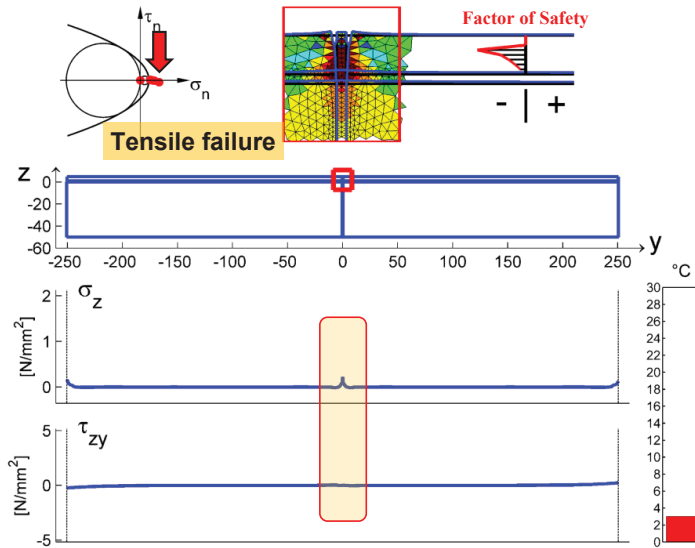 τn
σn
Tensile failure
Factor of Safety
- +
z
0
-20
-40
-60
-250 -200 -150 -100 -50 0 50 100 150 200 250
y
°C
σz
[N/mm²]
2
1
0
τzy
[N/mm²]
5
0
-5
30
28
26
24
22
20
18
16
14
12
10
8
6
4
2
0